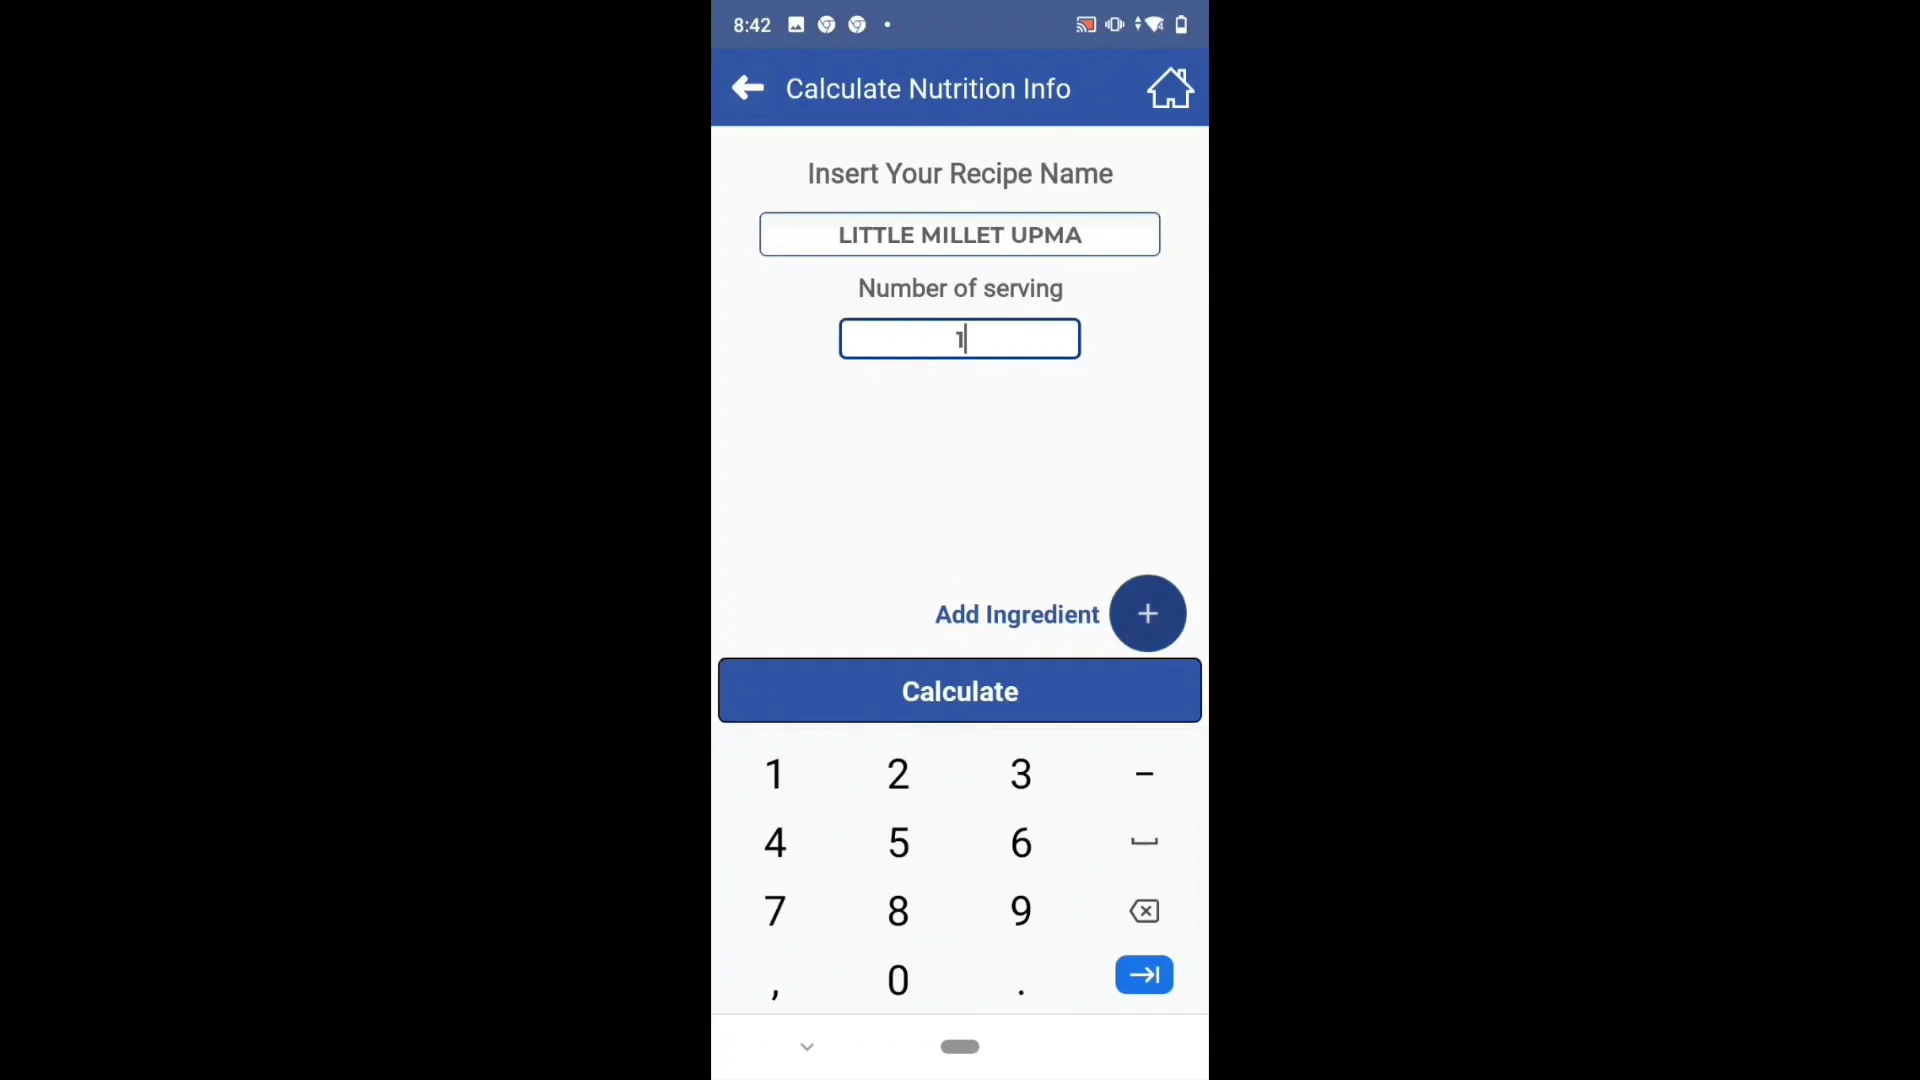 8:42
Calculate Nutrition Info
Insert Your Recipe Name
LITTLE MILLET UPMA
Number of serving
1
Add Ingredient +
Calculate
1 2 3 –
4 5 6
7 8 9
, 0 .